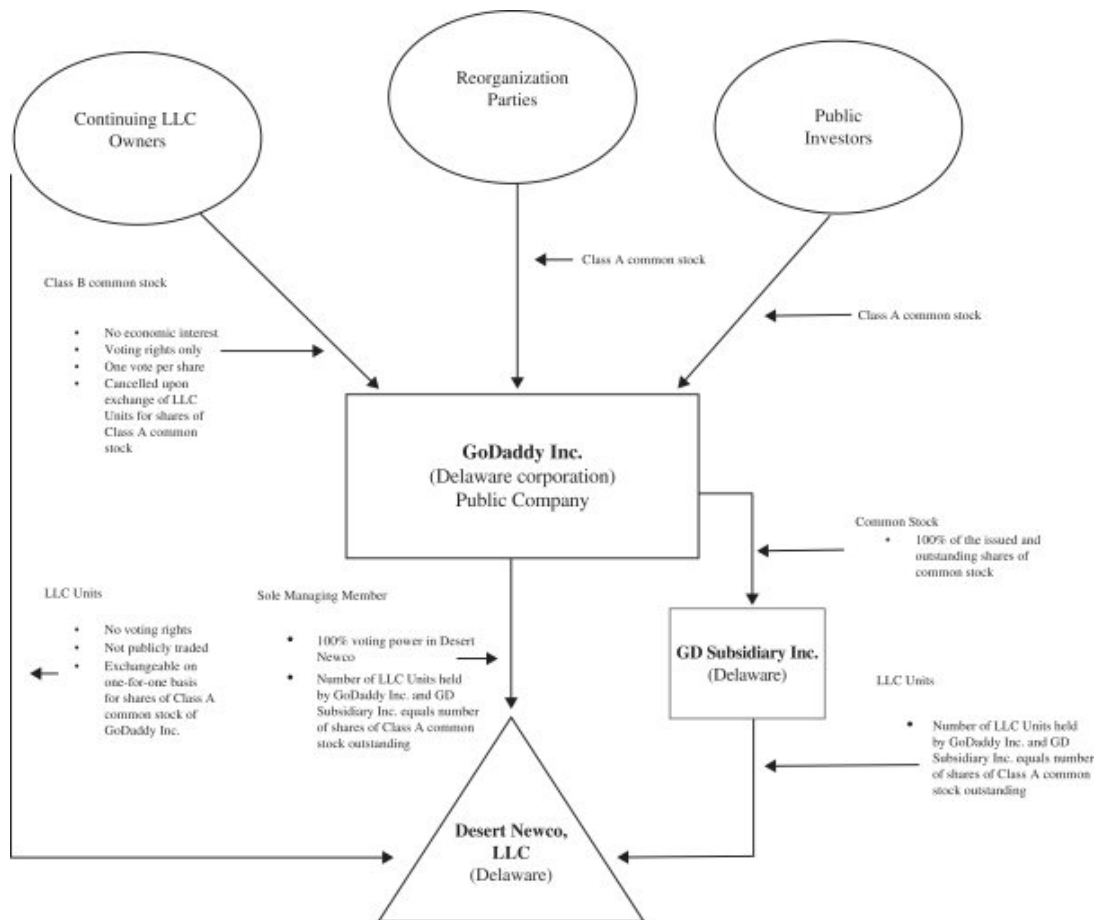 Continuing LLC
Owners
Reorganization
Parties
Public
Investors
Class B common stock
• No economic interest
• Voting rights only
• One vote per share
• Cancelled upon
exchange of LLC
Units for shares of
Class A common
stock
Class A common stock
Class A common stock
GoDaddy Inc.
(Delaware corporation)
Public Company
Common Stock
• 100% of the issued and
outstanding shares of
common stock
LLC Units
• No voting rights
• Not publicly traded
• Exchangeable on
one-for-one basis
for shares of Class A
common stock of
GoDaddy Inc.
Sole Managing Member
• 100% voting power in Desert
Newco
• Number of LLC Units held
by GoDaddy Inc. and GD
Subsidiary Inc. equals number
of shares of Class A common
stock outstanding
GD Subsidiary Inc.
(Delaware)
LLC Units
• Number of LLC Units held
by GoDaddy Inc. and GD
Subsidiary Inc. equals number
of shares of Class A common
stock outstanding
Desert Newco,
LLC
(Delaware)